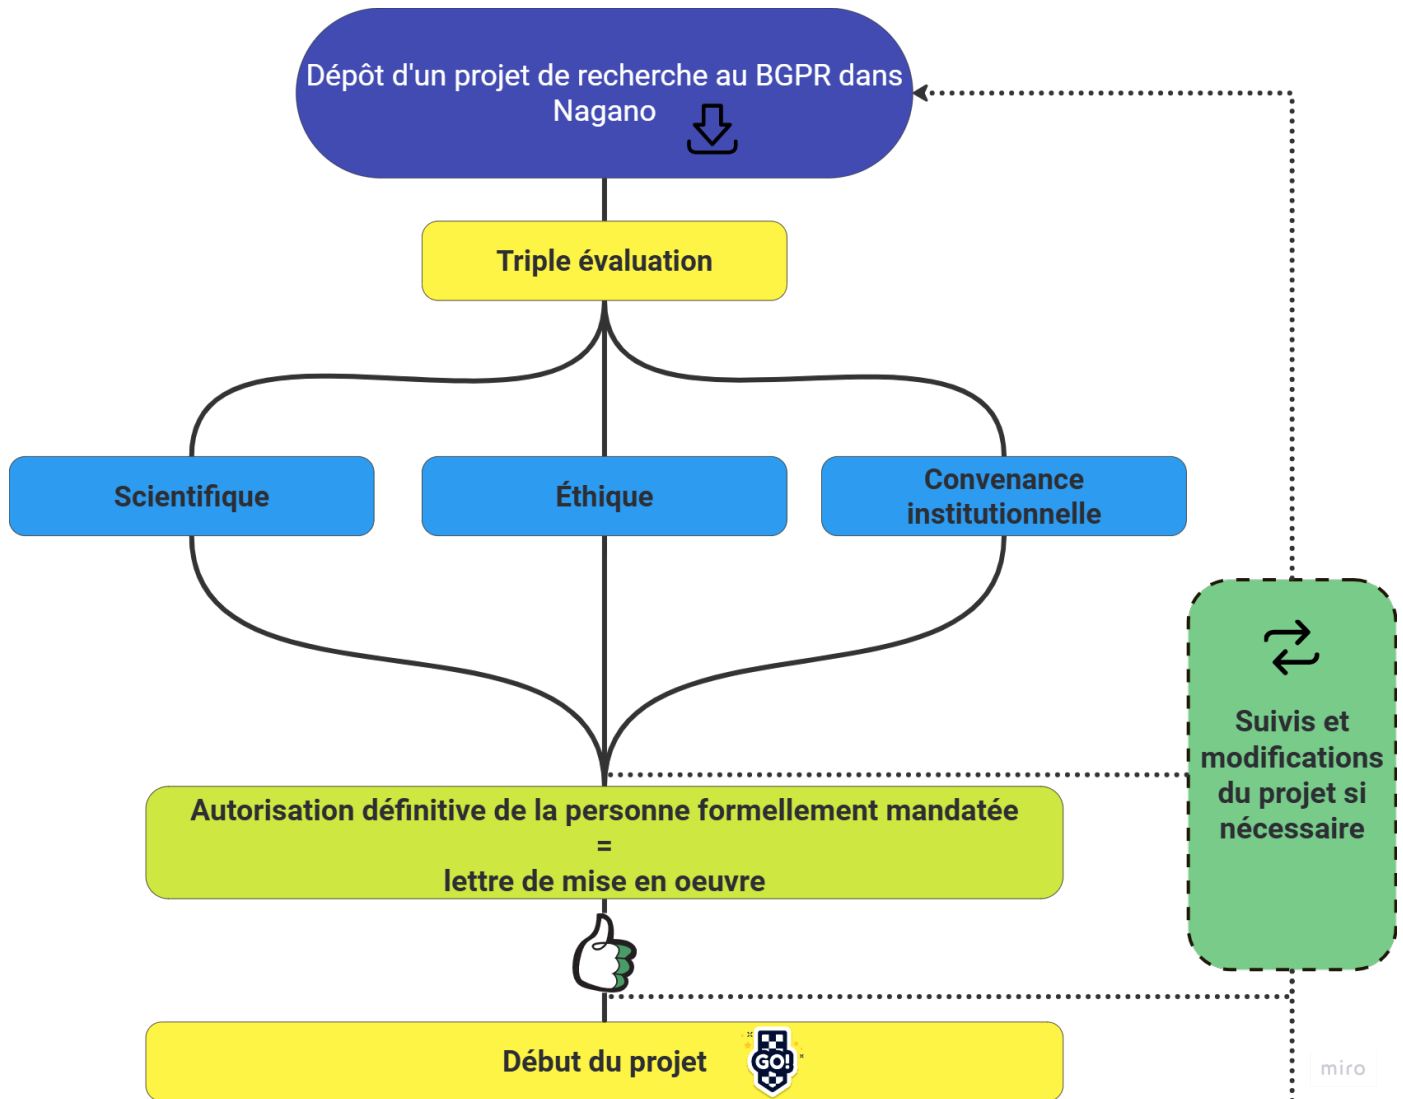 Dépôt d'un projet de recherche au BGPR dans
Nagano
Triple évaluation
Scientifique
Éthique
Convenance
institutionnelle
Suivis et
modifications
du projet si
nécessaire
Autorisation définitive de la personne formellement mandatée
=
lettre de mise en oeuvre
Début du projet
GO!
miro